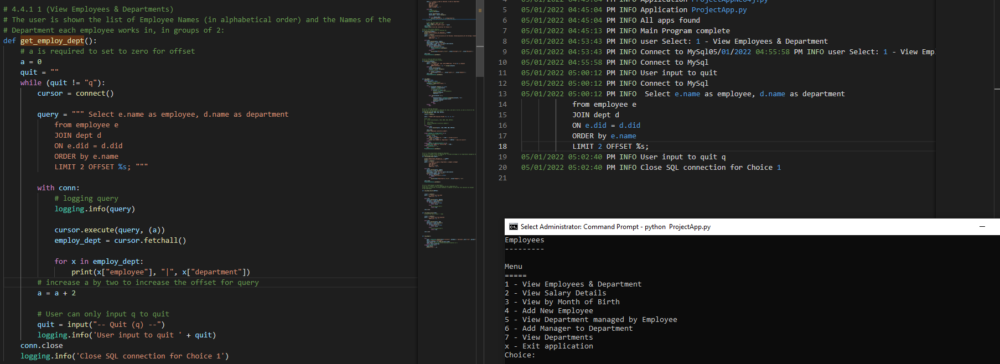 # 4.4.1 1 (View Employees & Departments)
# The user is shown the list of Employee Names (in alphabetical order) and the Names of the
# Department each employee works in, in groups of 2:
def get_employ_dept():
# a is required to set to zero for offset
a = 0
quit = ""
while (quit != "q"):
cursor = connect()
query = """ Select e.name as employee, d.name as department
from employee e
JOIN dept d
ON e.did = d.did
ORDER by e.name
LIMIT 2 OFFSET %s; """
with conn:
# logging query
logging.info(query)
cursor.execute(query, (a))
employ_dept = cursor.fetchall()
for x in employ_dept:
print(x["employee"], "|", x["department"])
# increase a by two to increase the offset for query
a = a + 2
# User can only input q to quit
quit = input("-- Quit (q) --")
logging.info('User input to quit ' + quit)
conn.close
logging.info('Close SQL connection for Choice 1')
4 05/01/2022 04:45:04 PM INFO Application ProjectAppNeo4j.py
5 05/01/2022 04:45:04 PM INFO Application ProjectApp.py
6 05/01/2022 04:45:04 PM INFO All apps found
7 05/01/2022 04:45:13 PM INFO Main Program complete
8 05/01/2022 04:53:43 PM INFO user Select: 1 - View Employees & Department
9 05/01/2022 04:53:43 PM INFO Connect to MySql05/01/2022 04:55:58 PM INFO user Select: 1 - View Emp
10 05/01/2022 04:55:58 PM INFO Connect to MySql
11 05/01/2022 05:00:12 PM INFO User input to quit
12 05/01/2022 05:00:12 PM INFO Connect to MySql
13 05/01/2022 05:00:12 PM INFO  Select e.name as employee, d.name as department
14 from employee e
15 JOIN dept d
16 ON e.did = d.did
17 ORDER by e.name
18 LIMIT 2 OFFSET %s;
19 05/01/2022 05:02:40 PM INFO User input to quit q
20 05/01/2022 05:02:40 PM INFO Close SQL connection for Choice 1
21
Select Administrator: Command Prompt - python  ProjectApp.py
Employees
---------
Menu
=====
1 - View Employees & Department
2 - View Salary Details
3 - View by Month of Birth
4 - Add New Employee
5 - View Department managed by Employee
6 - Add Manager to Department
7 - View Departments
x - Exit application
Choice: